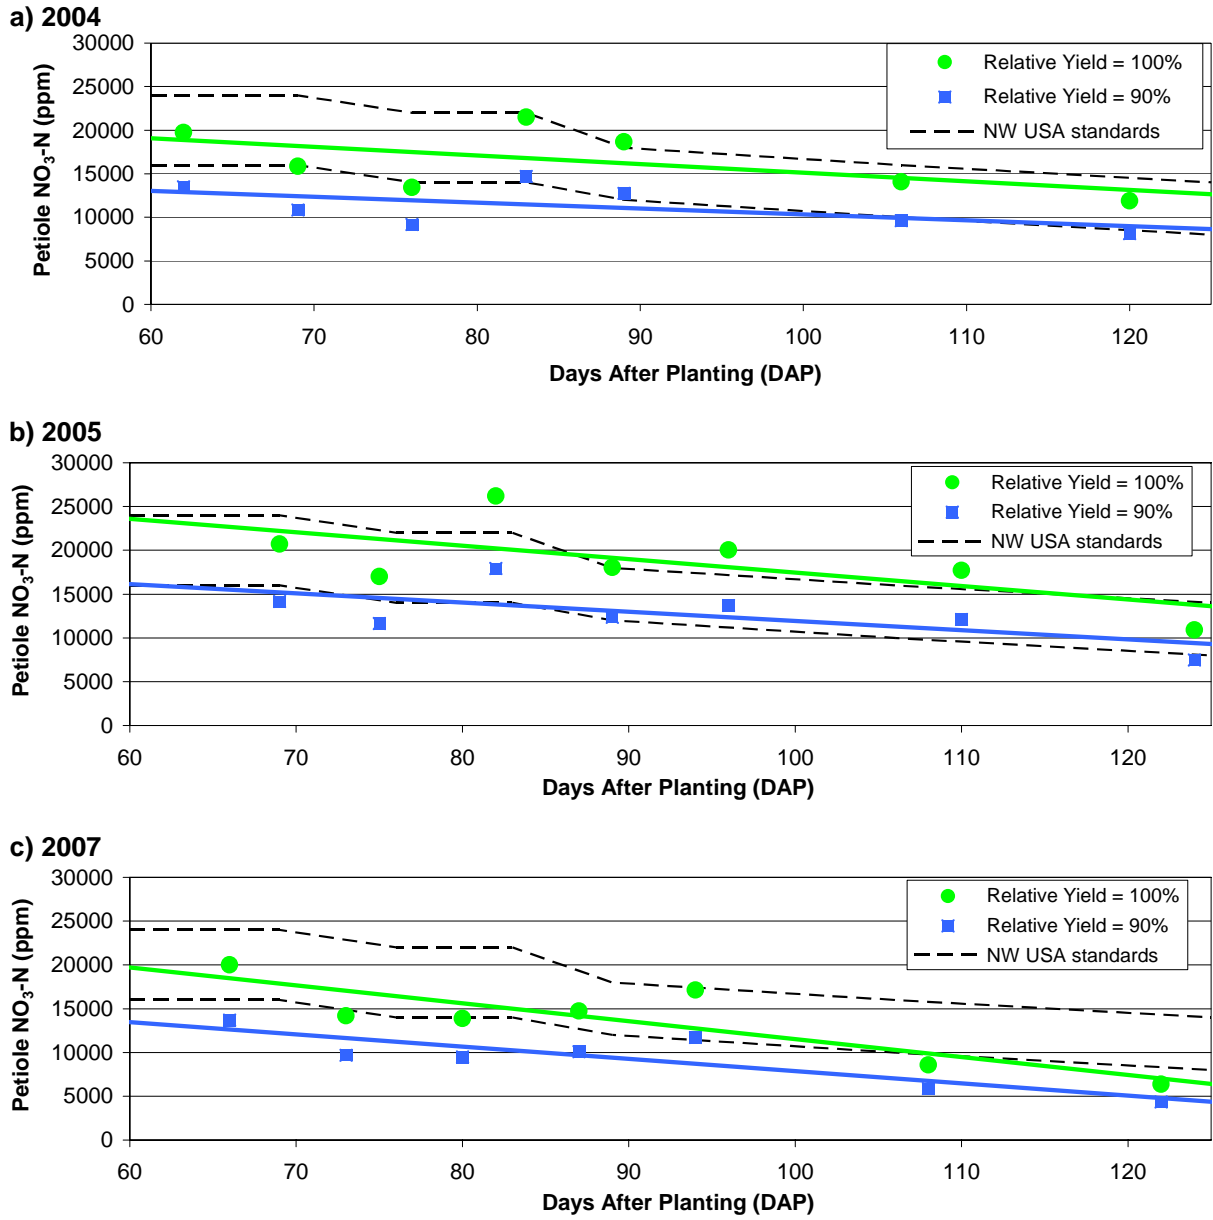 a) 2004
30000
25000
20000
15000
10000
5000
0
Petiole NO3-N (ppm)
Relative Yield = 100%
Relative Yield = 90%
NW USA standards
60 70 80 90 100 110 120
Days After Planting (DAP)
b) 2005
30000
25000
20000
15000
10000
5000
0
Petiole NO3-N (ppm)
Relative Yield = 100%
Relative Yield = 90%
NW USA standards
60 70 80 90 100 110 120
Days After Planting (DAP)
c) 2007
30000
25000
20000
15000
10000
5000
0
Petiole NO3-N (ppm)
Relative Yield = 100%
Relative Yield = 90%
NW USA standards
60 70 80 90 100 110 120
Days After Planting (DAP)